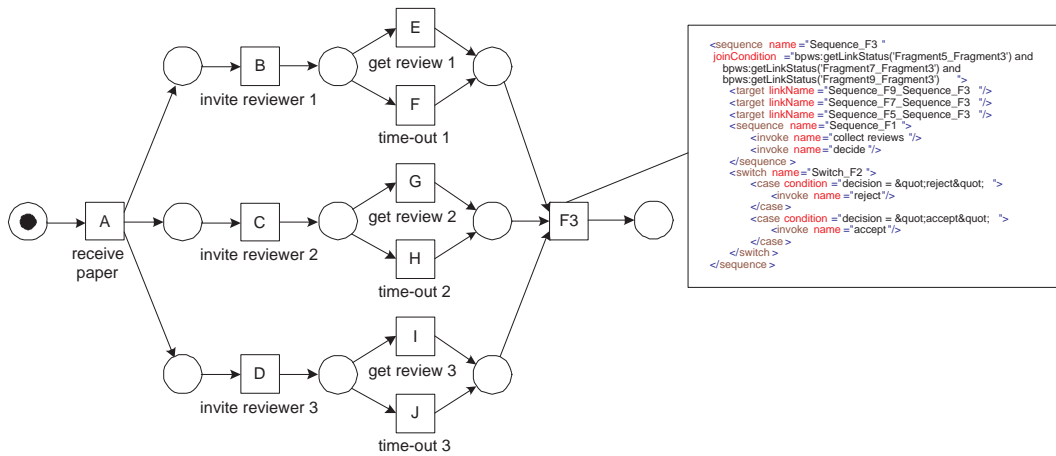 A
receive
paper
B
invite reviewer 1
E
get review 1
F
time-out 1
C
invite reviewer 2
G
get review 2
H
time-out 2
D
invite reviewer 3
I
get review 3
J
time-out 3
F3
<sequence name="Sequence_F3 "
joinCondition ="bpws:getLinkStatus('Fragment5_Fragment3') and
bpws:getLinkStatus('Fragment7_Fragment3') and
bpws:getLinkStatus('Fragment9_Fragment3') ">
<target linkName ="Sequence_F9_Sequence_F3 "/>
<target linkName ="Sequence_F7_Sequence_F3 "/>
<target linkName ="Sequence_F5_Sequence_F3 "/>
<sequence name="Sequence_F1 ">
<invoke name="collect reviews "/>
<invoke name="decide"/>
</sequence >
<switch name="Switch_F2 ">
<case condition ="decision = &quot;reject&quot; ">
<invoke name ="reject"/>
</case>
<case condition ="decision = &quot;accept&quot; ">
<invoke name ="accept"/>
</case>
</switch >
</sequence >